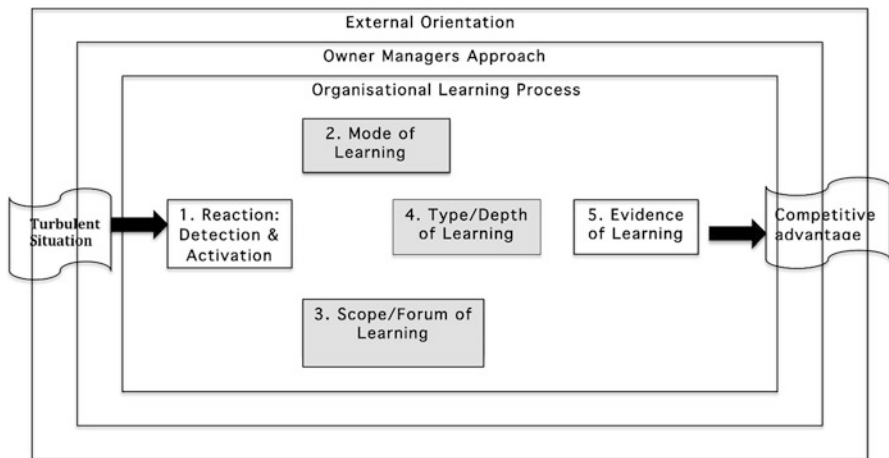 External Orientation
Owner Managers Approach
Organisational Learning Process
2. Mode of
Learning
Turbulent
Situation
1. Reaction:
Detection &
Activation
4. Type/Depth
of Learning
5. Evidence
of Learning
Competitive
advantage
3. Scope/Forum of
Learning